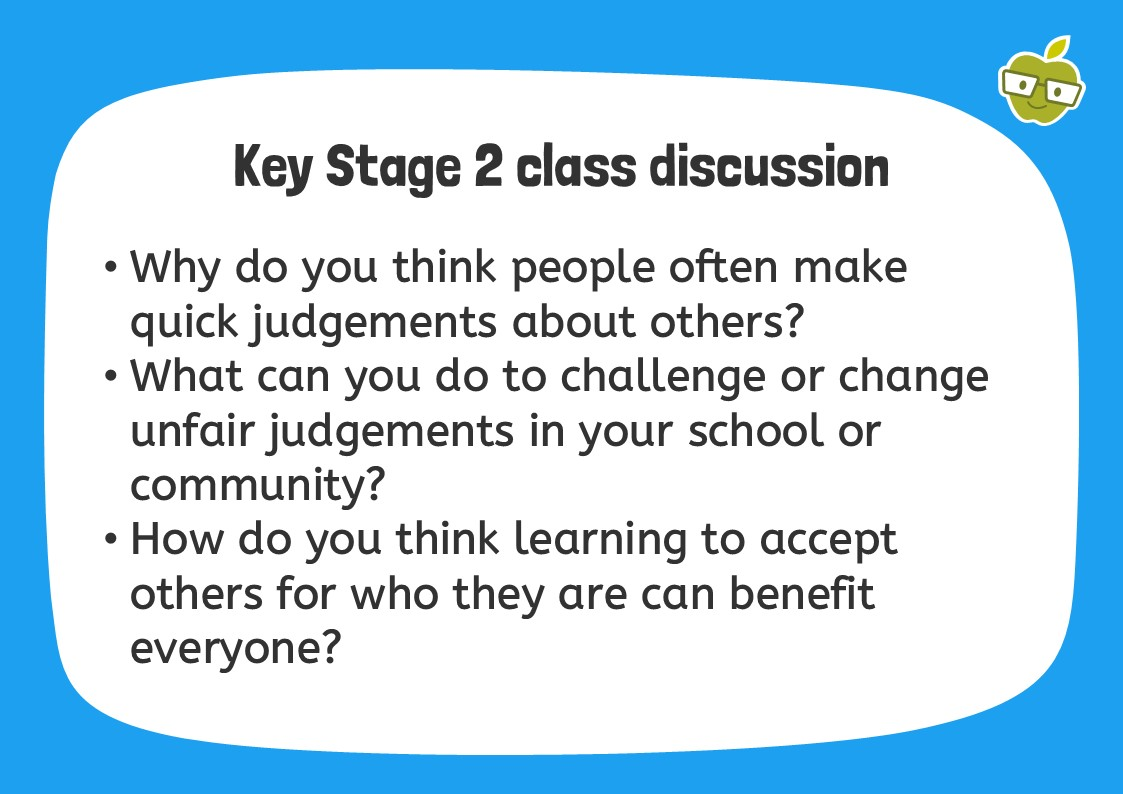 Key Stage 2 class discussion
• Why do you think people often make
quick judgements about others?
• What can you do to challenge or change
unfair judgements in your school or
community?
• How do you think learning to accept
others for who they are can benefit
everyone?